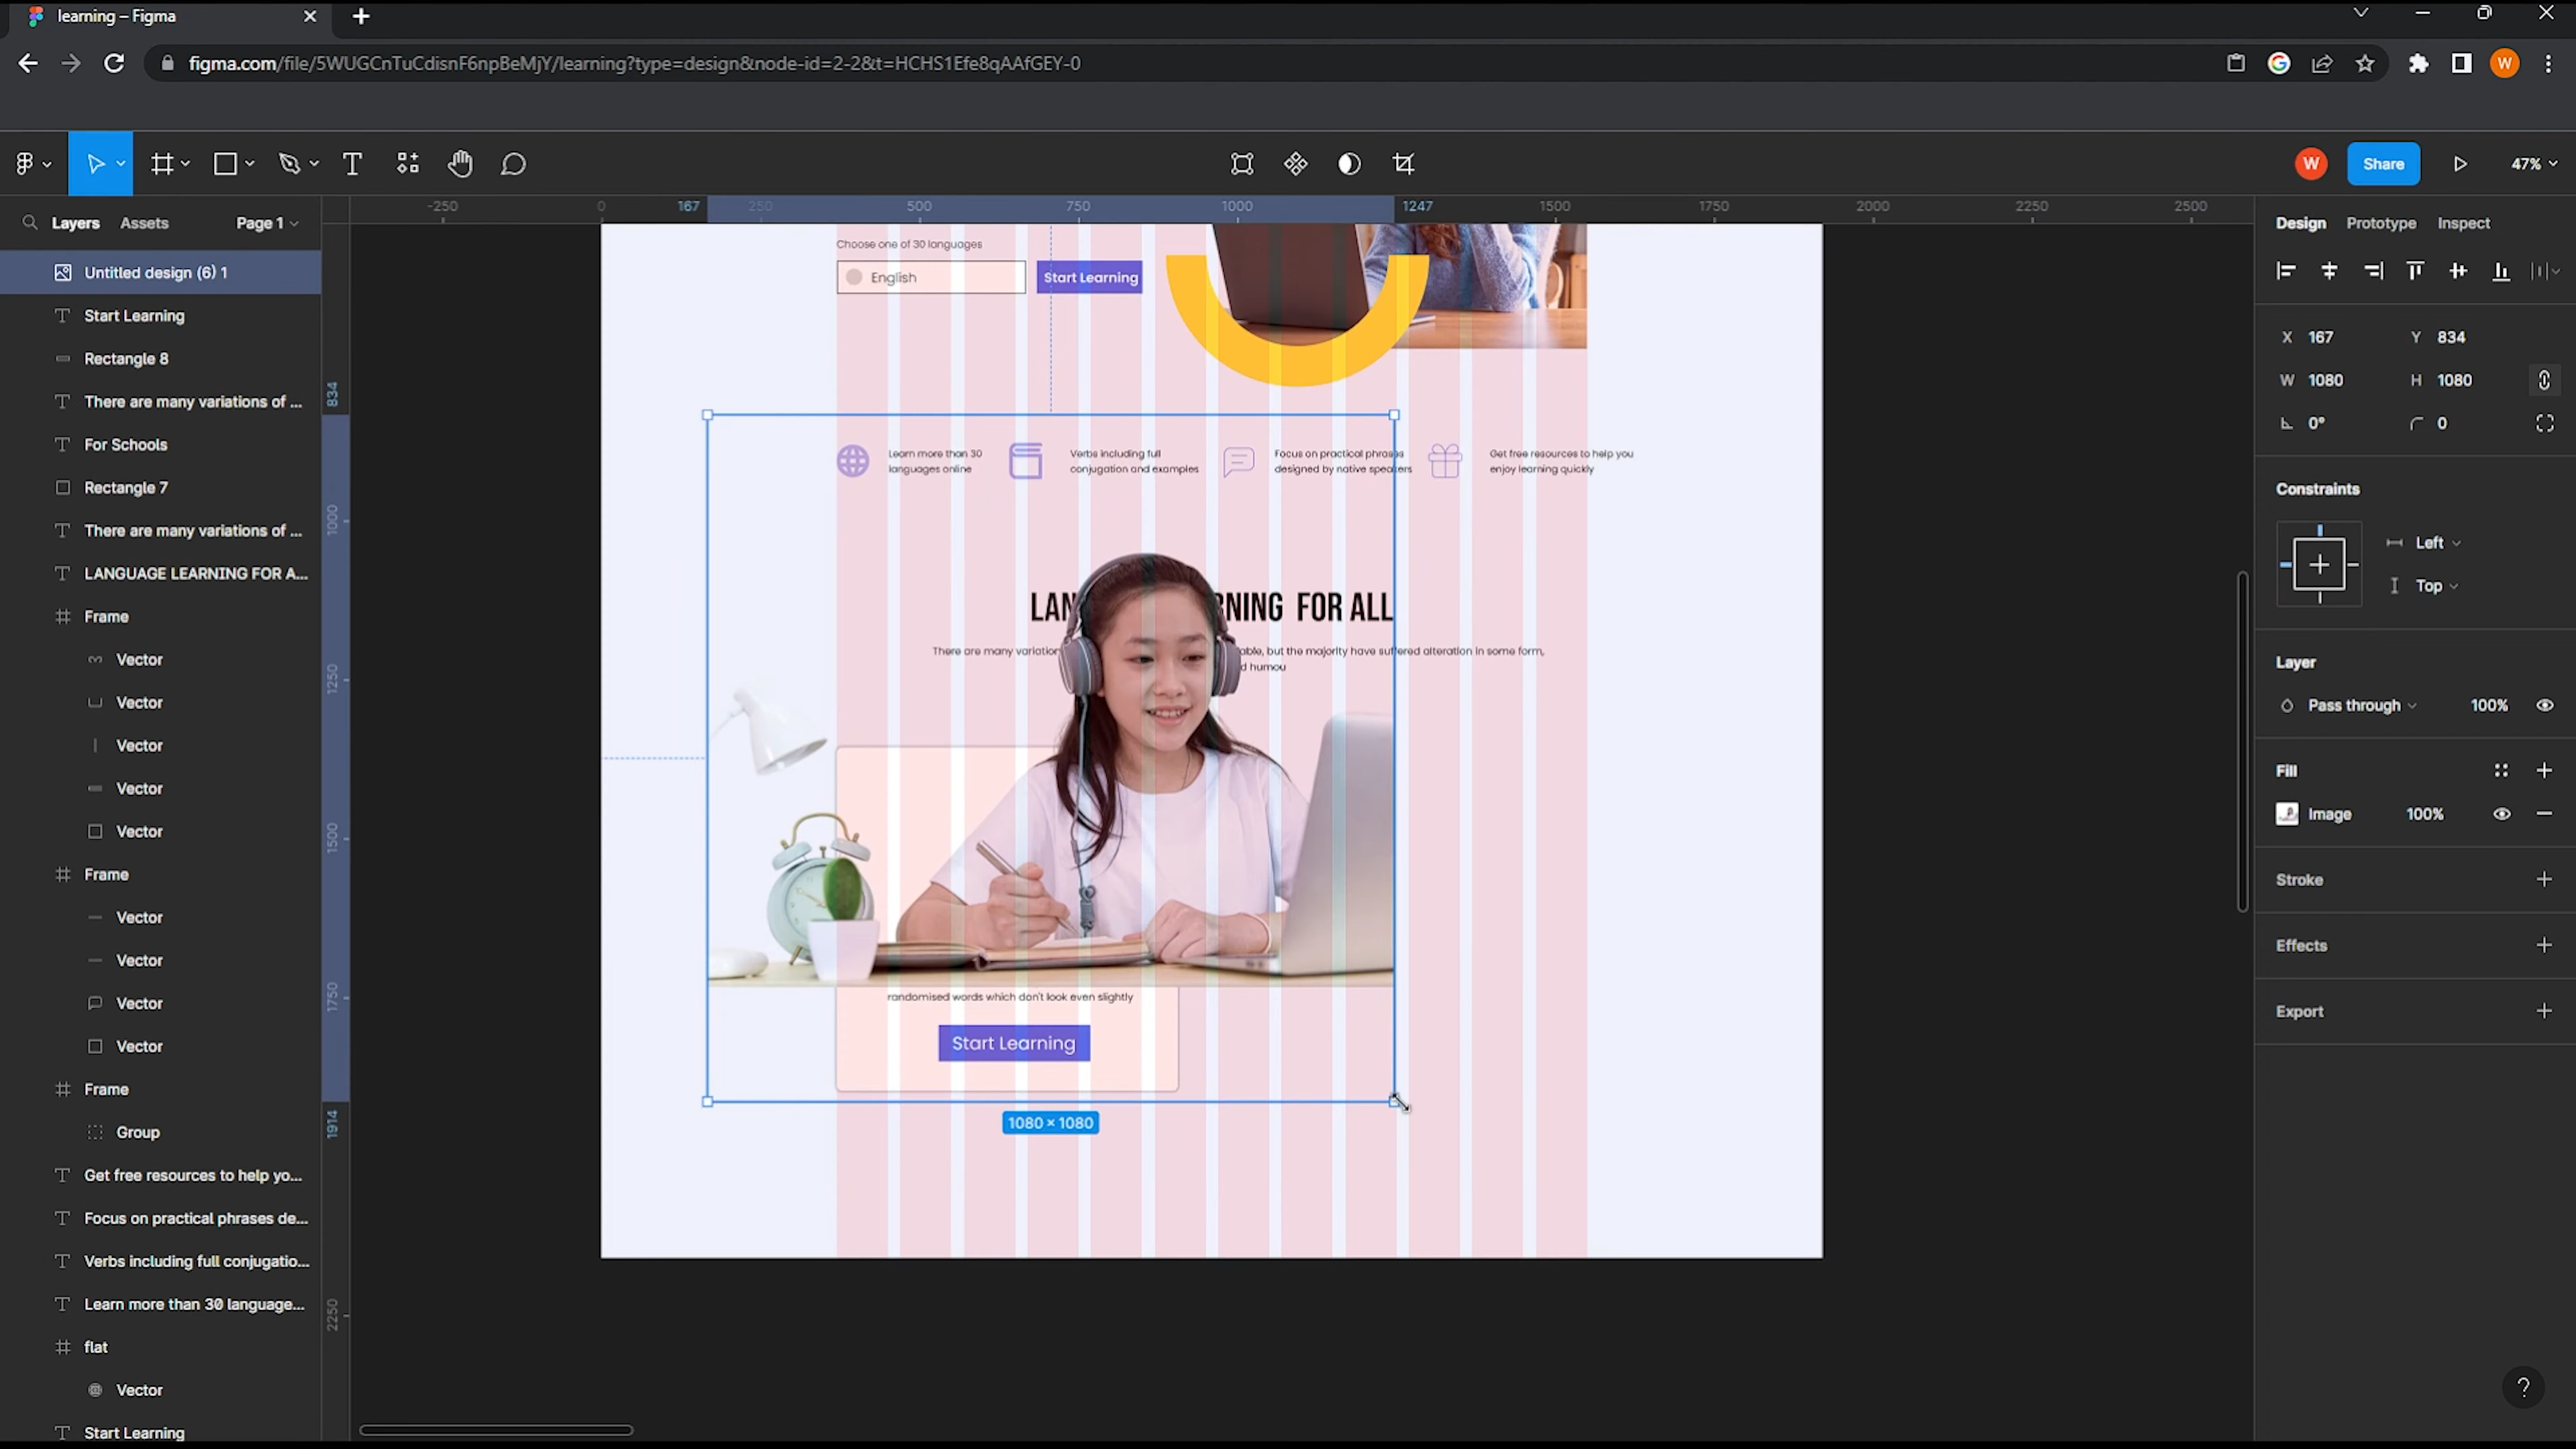 learning – Figma
figma.com/file/5WUGCnTuCdisnF6npBeMjY/learning?type=design&node-id=2-2&t=HCHS1Efe8qAAfGEY-0
W
W
Share
47%
Layers
Assets
Page 1
-250
0
167
250
500
750
1000
1247
1500
1750
2000
2250
2500
Design
Prototype
Inspect
Untitled design (6) 1
Start Learning
Rectangle 8
There are many variations of ...
For Schools
Rectangle 7
There are many variations of ...
LANGUAGE LEARNING FOR A...
Frame
Vector
Vector
Vector
Vector
Vector
Frame
Vector
Vector
Vector
Vector
Frame
Group
Get free resources to help yo...
Focus on practical phrases de...
Verbs including full conjugatio...
Learn more than 30 language...
flat
Vector
Start Learning
834
1000
1250
1500
1750
1914
2250
Choose one of 30 languages
English
Start Learning
Learn more than 30
languages online
Verbs including full
conjugation and examples
Focus on practical phrases
designed by native speakers
Get free resources to help you
enjoy learning quickly
LAN RNING FOR ALL
There are many variation able, but the majority have suffered alteration in some form,
d humou
randomised words which don't look even slightly
Start Learning
1080 × 1080
X 167
Y 834
W 1080
H 1080
0°
0
Constraints
Left
Top
Layer
Pass through
100%
Fill
Image
100%
Stroke
Effects
Export
?